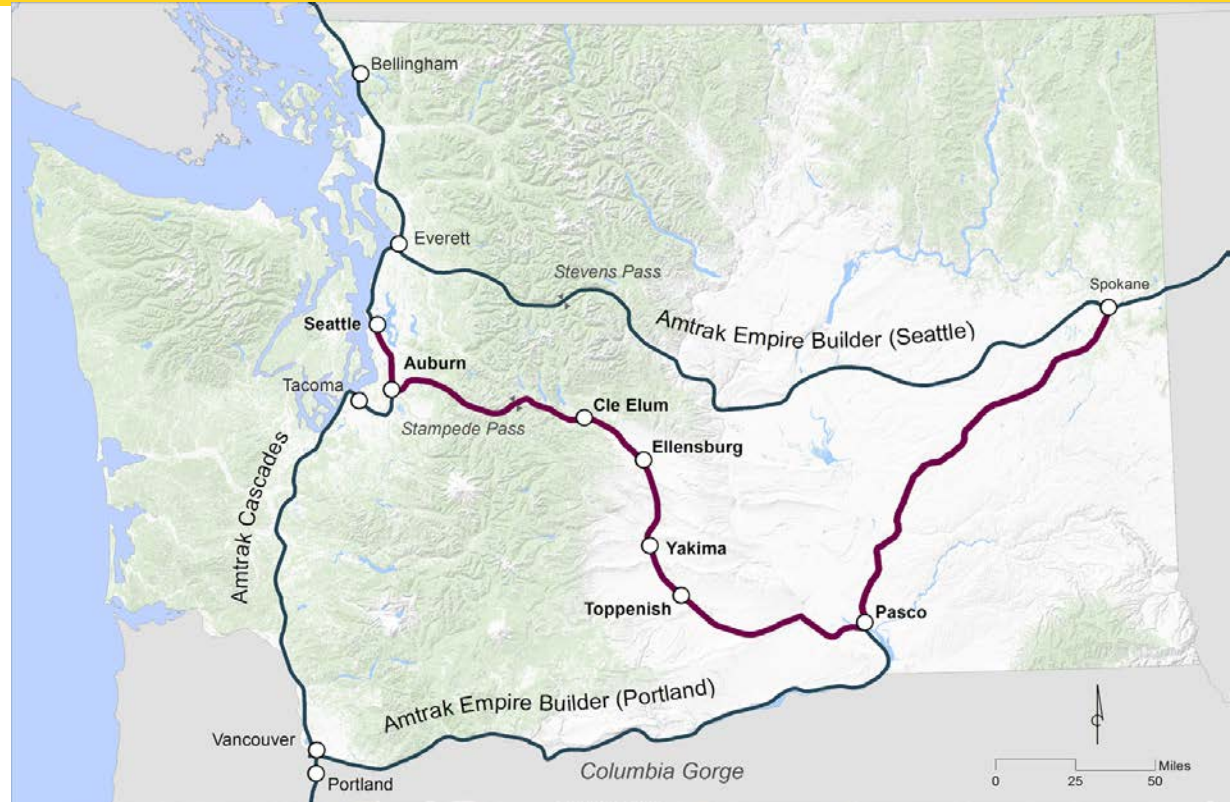 Bellingham
Everett
Stevens Pass
Spokane
Seattle
Amtrak Empire Builder (Seattle)
Auburn
Tacoma
Cle Elum
Stampede Pass
Ellensburg
Amtrak Cascades
Yakima
Toppenish
Pasco
Amtrak Empire Builder (Portland)
Vancouver
Columbia Gorge
Portland
Miles
0 25 50